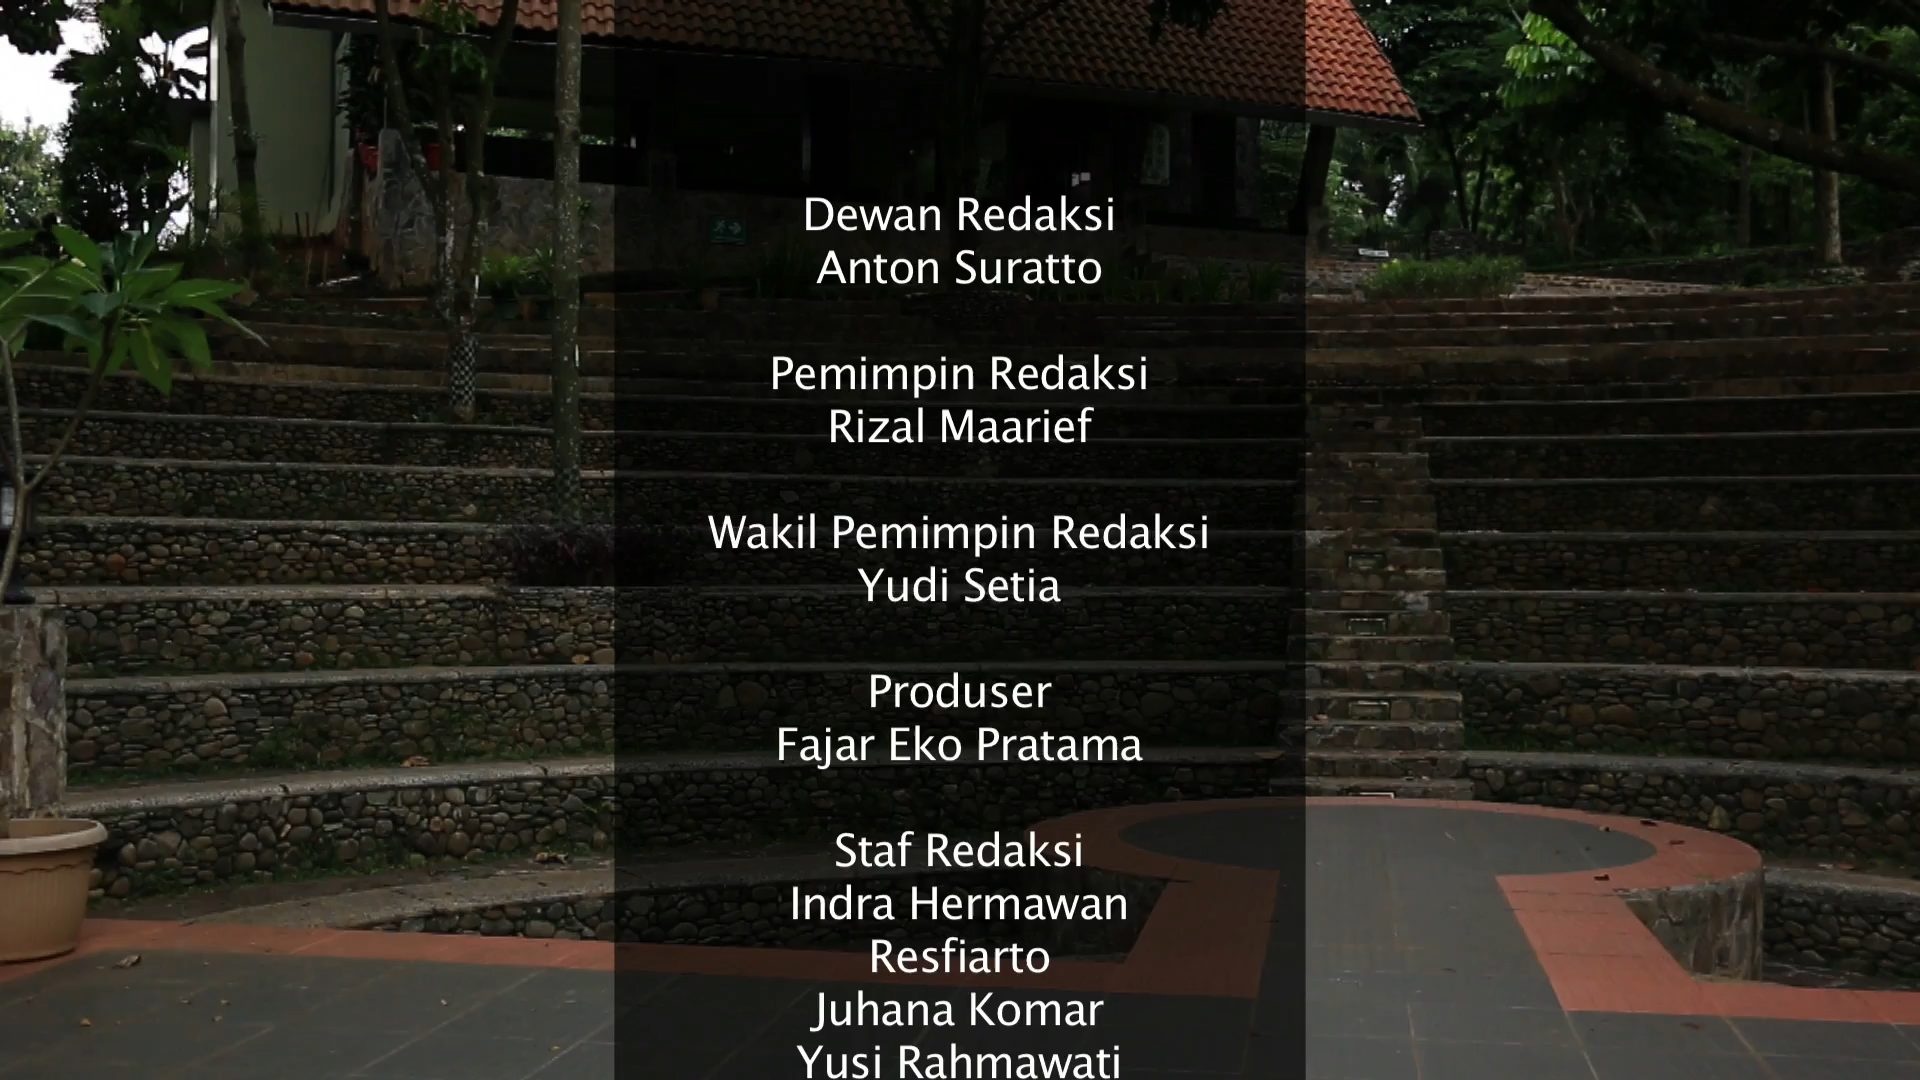 Dewan Redaksi
Anton Suratto
Pemimpin Redaksi
Rizal Maarief
Wakil Pemimpin Redaksi
Yudi Setia
Produser
Fajar Eko Pratama
Staf Redaksi
Indra Hermawan
Resfiarto
Juhana Komar
Yusi Rahmawati